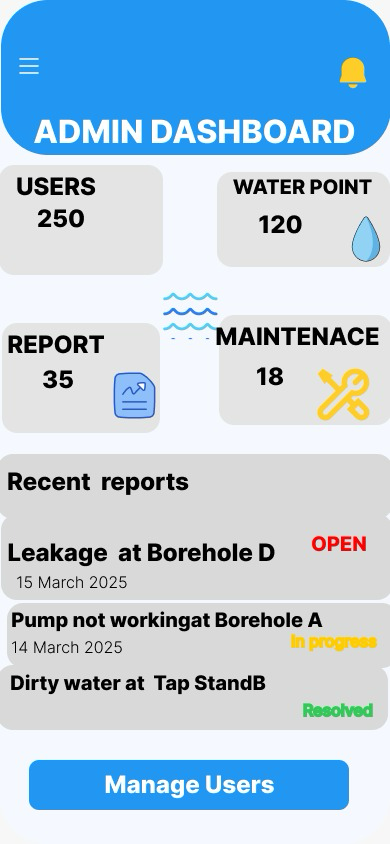 ADMIN DASHBOARD
USERS
250
WATER POINT
120
REPORT
35
MAINTENACE
18
Recent reports
Leakage at Borehole D
OPEN
15 March 2025
Pump not workingat Borehole A
14 March 2025
In progress
Dirty water at Tap StandB
Resolved
Manage Users